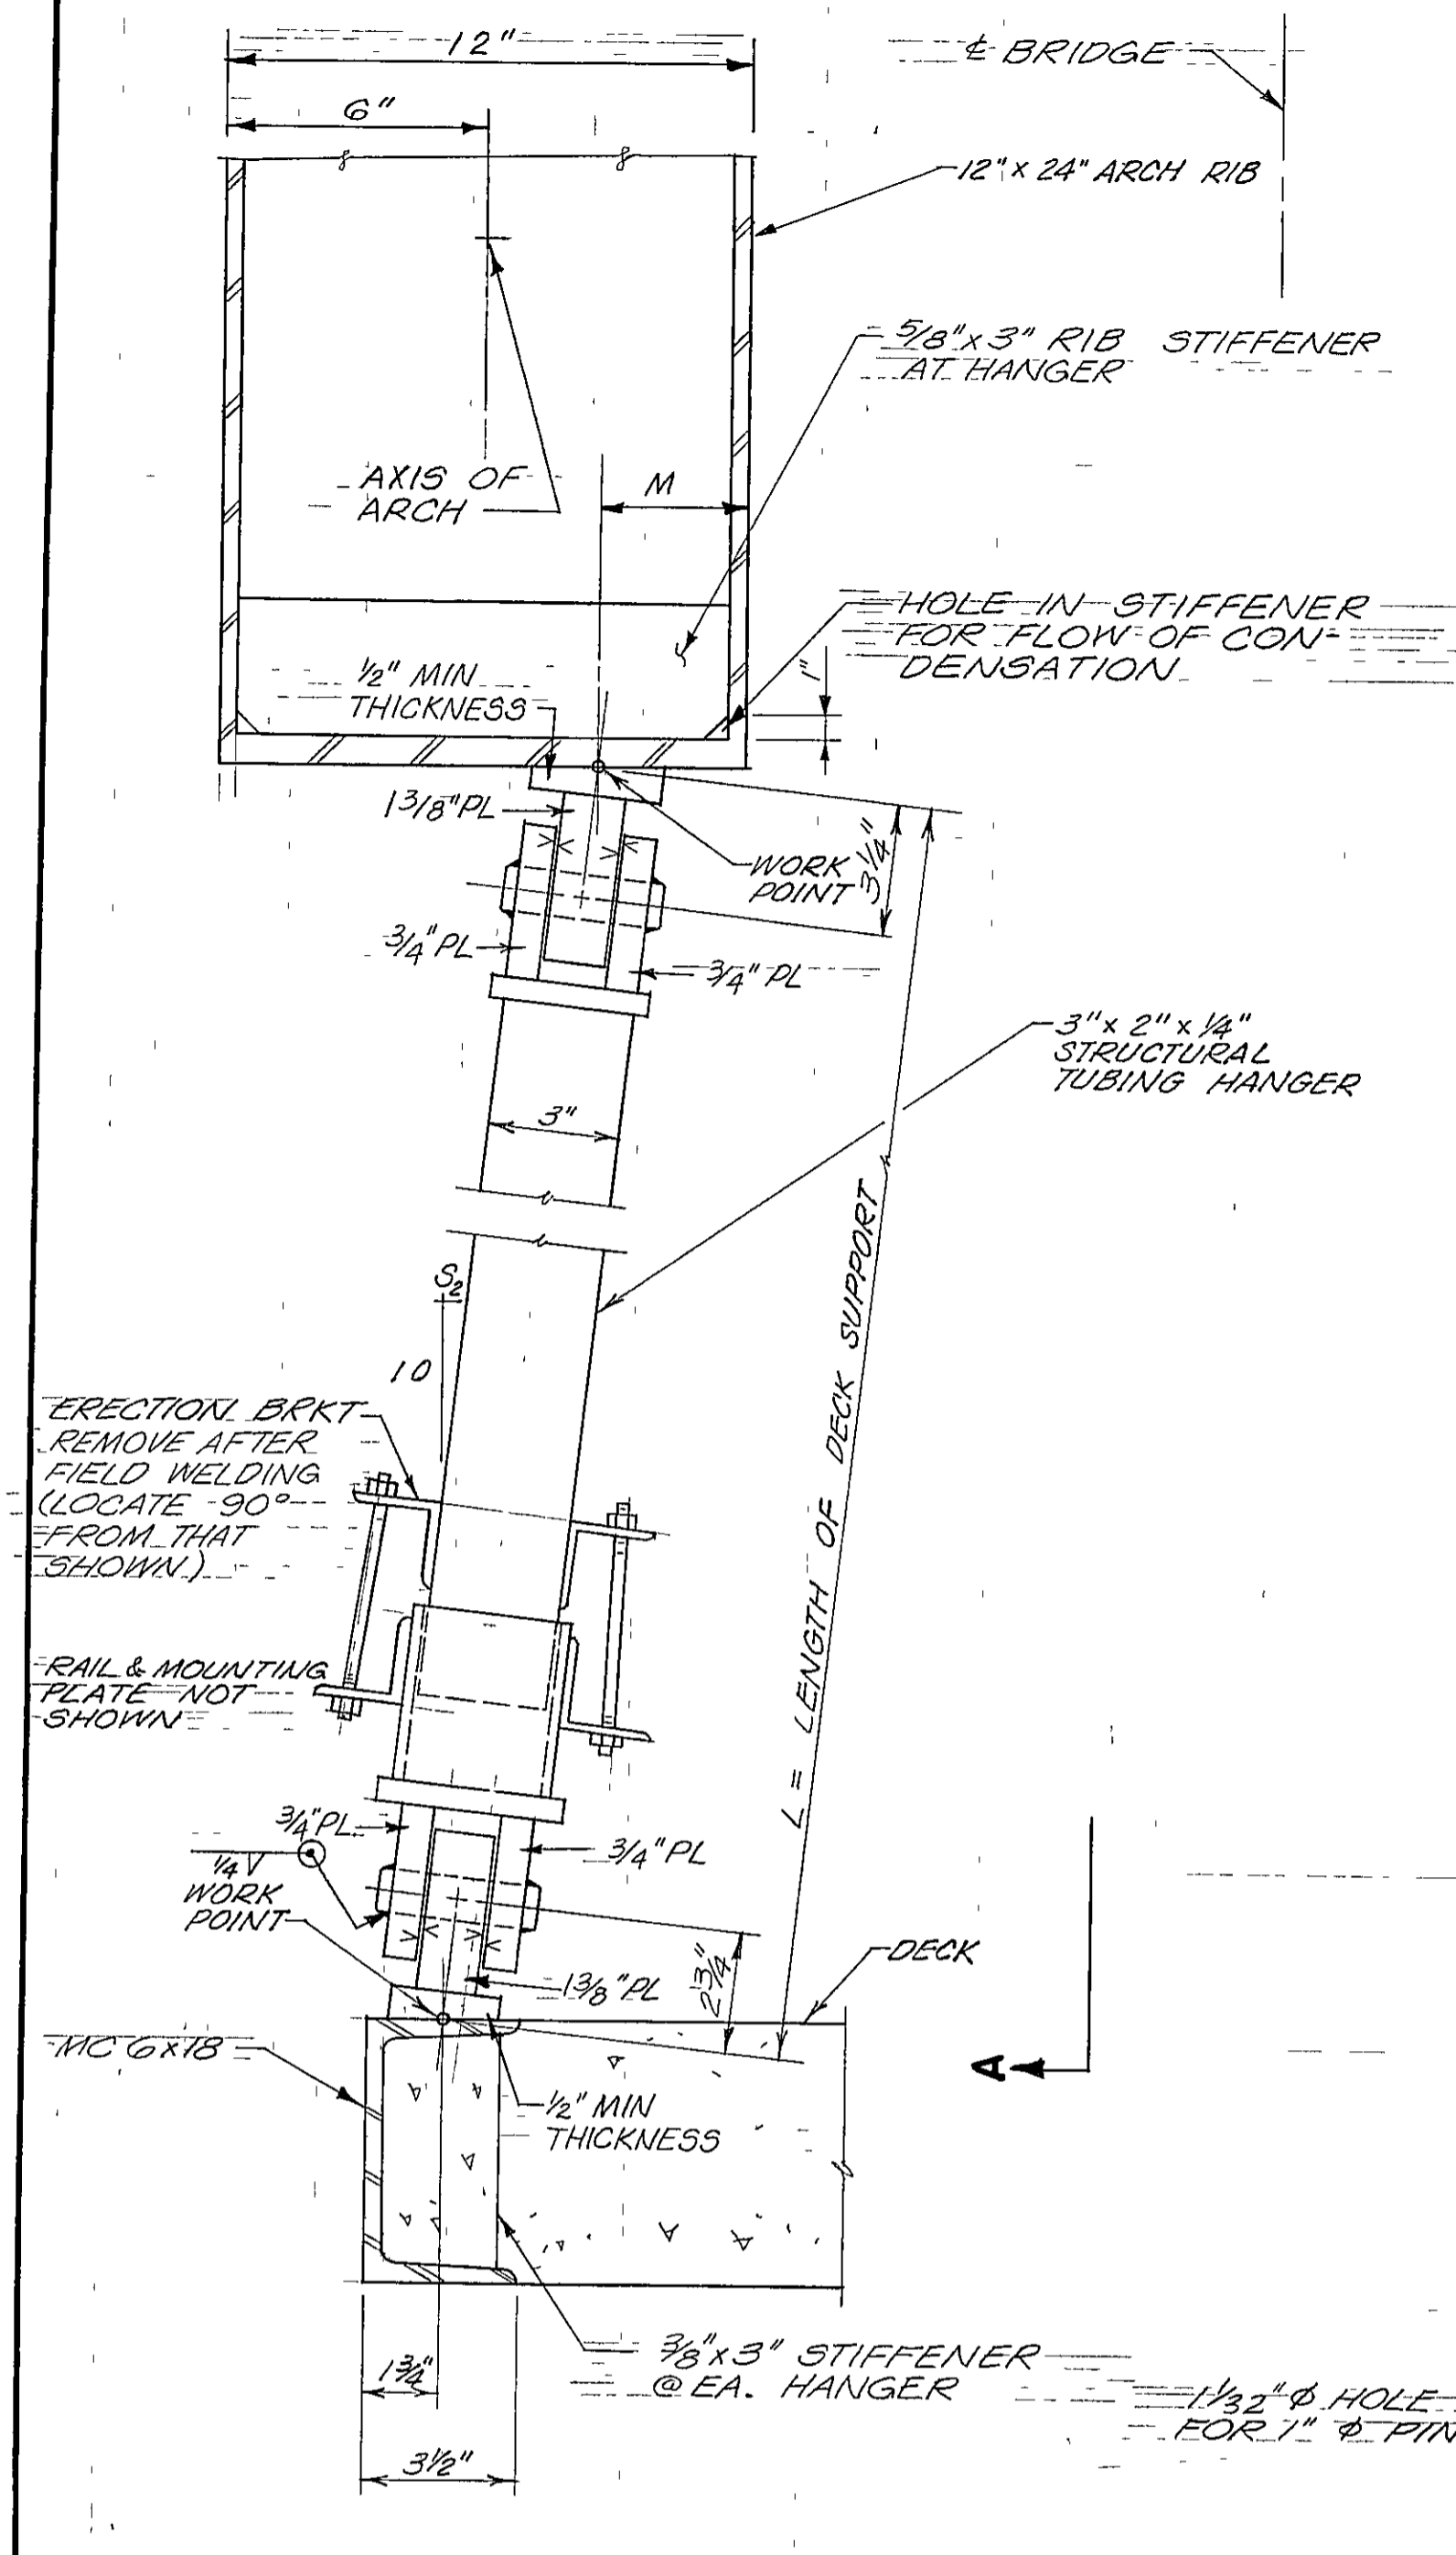 12"
℄ BRIDGE
6"
12" x 24" ARCH RIB
5/8" x 3" RIB STIFFENER
AT HANGER
AXIS OF
ARCH
M
HOLE IN STIFFENER
FOR FLOW OF CON-
DENSATION
1"
1/2" MIN
THICKNESS
1 3/8" PL
WORK
POINT
3 1/4"
3/4" PL
3/4" PL
3" x 2" x 1/4"
STRUCTURAL
TUBING HANGER
3"
S2
10
L = LENGTH OF DECK SUPPORT
ERECTION BRKT
REMOVE AFTER
FIELD WELDING
(LOCATE 90°
FROM THAT
SHOWN)
RAIL & MOUNTING
PLATE NOT
SHOWN
3/4" PL
3/4" PL
1/4
WORK
POINT
DECK
2 3/4"
1 3/8" PL
MC 6x18
A
1/2" MIN
THICKNESS
3/8" x 3" STIFFENER
@ EA. HANGER
1 3/4"
1 1/32" Φ HOLE
FOR 1" Φ PIN
3 1/2"